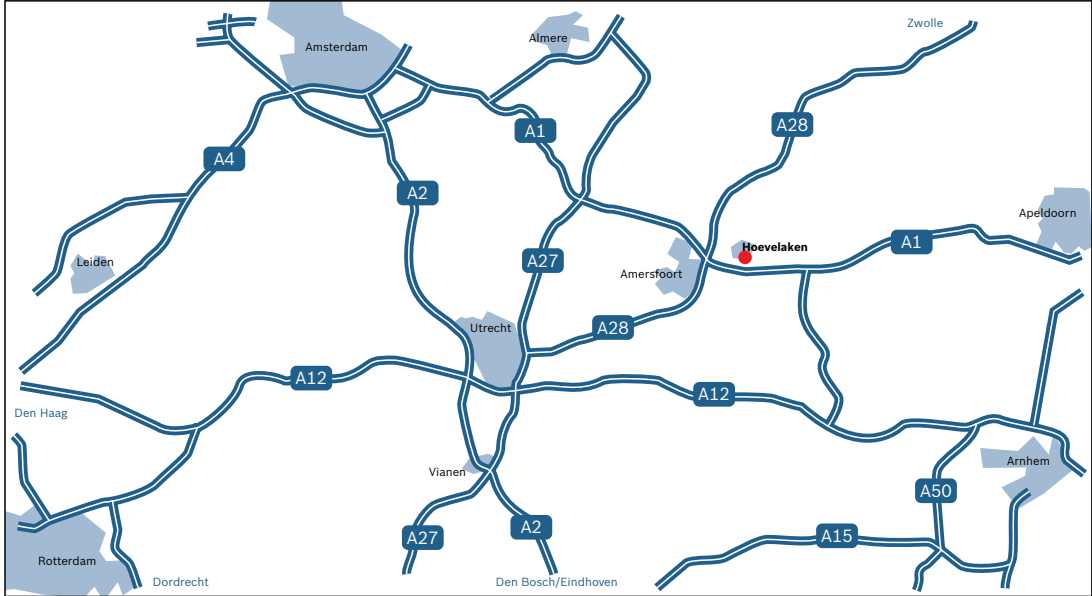 Zwolle
Almere
Amsterdam
A28
A1
A4
A2
Apeldoorn
A1
Hoevelaken
A27
Leiden
Amersfoort
Utrecht
A28
A12
A12
Den Haag
Arnhem
Vianen
A50
A2
A15
A27
Rotterdam
Dordrecht
Den Bosch/Eindhoven